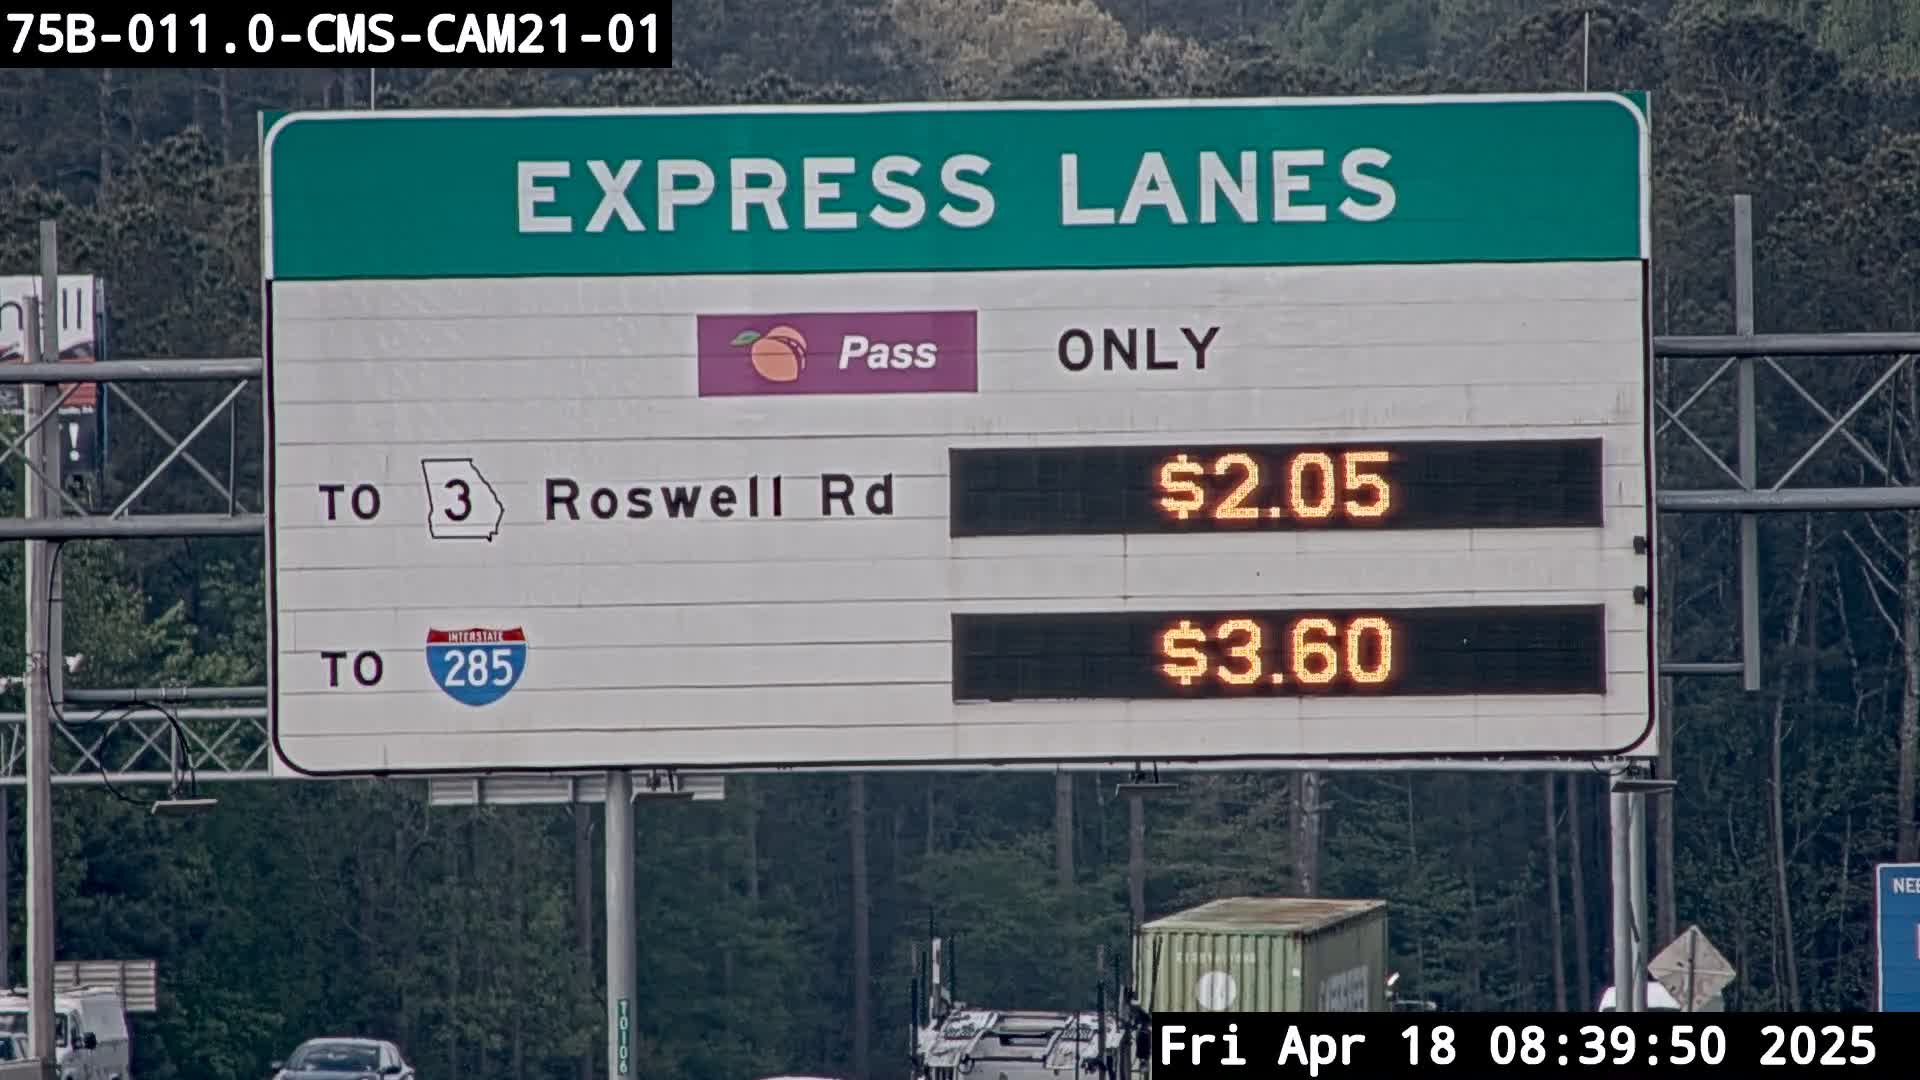 75B-011.0-CMS-CAM21-01
EXPRESS LANES
Pass ONLY
TO 3 Roswell Rd $2.05
TO INTERSTATE 285 $3.60
!
TO106
Fri Apr 18 08:39:50 2025